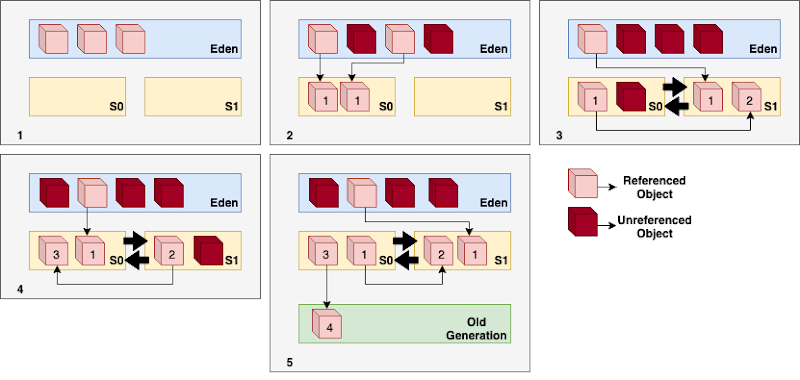 Eden
S0
S1
1
Eden
1
1
S0
S1
2
Eden
1
S0
1
2
S1
3
Eden
3
1
S0
2
S1
4
Eden
3
1
S0
2
1
S1
4
Old
Generation
5
Referenced
Object
Unreferenced
Object